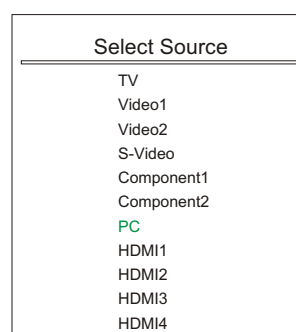 Select Source
TV
Video1
Video2
S-Video
Component1
Component2
PC
HDMI1
HDMI2
HDMI3
HDMI4